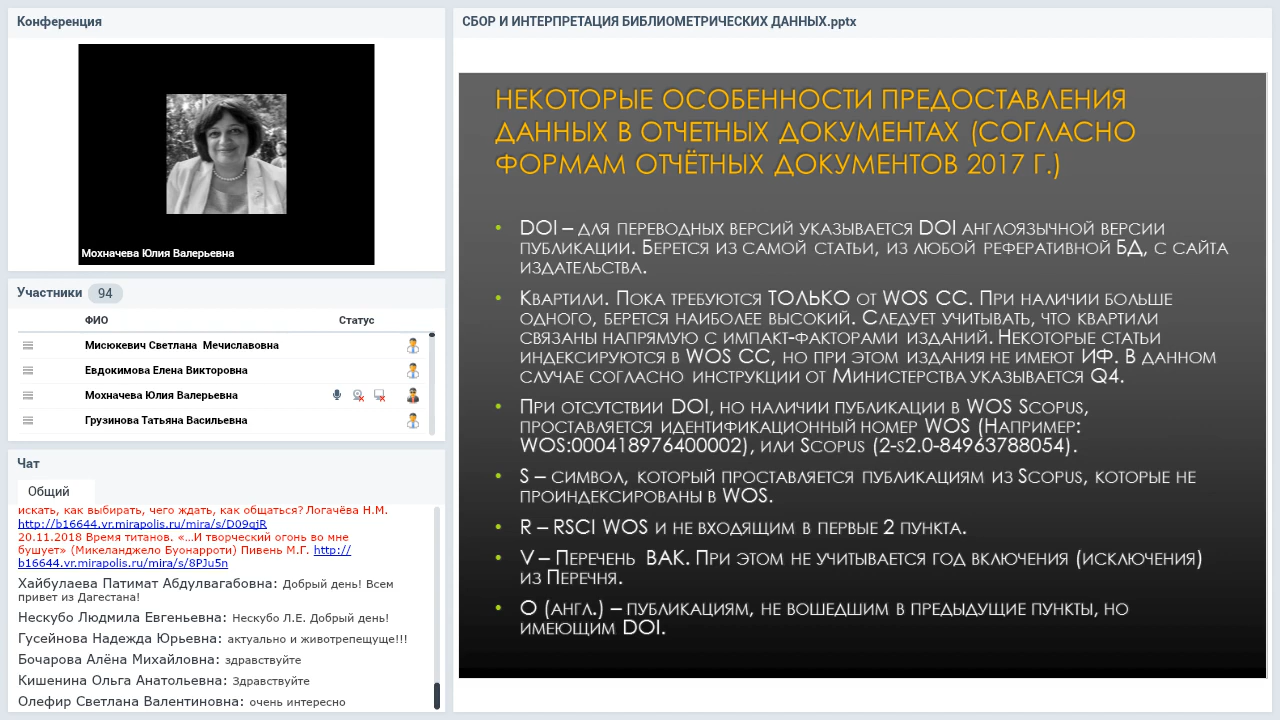 Конференция
Мохначева Юлия Валерьевна
Участники 94
ФИО Статус
Мисюкевич Светлана Мечиславовна
Евдокимова Елена Викторовна
Мохначева Юлия Валерьевна
Грузинова Татьяна Васильевна
Чат
Общий
искать, как выбирать, чего ждать, как общаться? Логачёва Н.М.
http://b16644.vr.mirapolis.ru/mira/s/D09qjR
20.11.2018 Время титанов. «...И творческий огонь во мне
бушует» (Микеланджело Буонарроти) Пивень М.Г. http://
b16644.vr.mirapolis.ru/mira/s/8PJu5n
Хайбулаева Патимат Абдулвагабовна: Добрый день! Всем
привет из Дагестана!
Нескубо Людмила Евгеньевна: Нескубо Л.Е. Добрый день!
Гусейнова Надежда Юрьевна: актуально и животрепещуще!!!
Бочарова Алёна Михайловна: здравствуйте
Кишенина Ольга Анатольевна: Здравствуйте
Олефир Светлана Валентиновна: очень интересно
СБОР И ИНТЕРПРЕТАЦИЯ БИБЛИОМЕТРИЧЕСКИХ ДАННЫХ.pptx
НЕКОТОРЫЕ ОСОБЕННОСТИ ПРЕДОСТАВЛЕНИЯ
ДАННЫХ В ОТЧЕТНЫХ ДОКУМЕНТАХ (СОГЛАСНО
ФОРМАМ ОТЧЁТНЫХ ДОКУМЕНТОВ 2017 Г.)
• DOI – ДЛЯ ПЕРЕВОДНЫХ ВЕРСИЙ УКАЗЫВАЕТСЯ DOI АНГЛОЯЗЫЧНОЙ ВЕРСИИ
ПУБЛИКАЦИИ. БЕРЕТСЯ ИЗ САМОЙ СТАТЬИ, ИЗ ЛЮБОЙ РЕФЕРАТИВНОЙ БД, С САЙТА
ИЗДАТЕЛЬСТВА.
• КВАРТИЛИ. ПОКА ТРЕБУЮТСЯ ТОЛЬКО ОТ WOS CC. ПРИ НАЛИЧИИ БОЛЬШЕ
ОДНОГО, БЕРЕТСЯ НАИБОЛЕЕ ВЫСОКИЙ. СЛЕДУЕТ УЧИТЫВАТЬ, ЧТО КВАРТИЛИ
СВЯЗАНЫ НАПРЯМУЮ С ИМПАКТ-ФАКТОРАМИ ИЗДАНИЙ. НЕКОТОРЫЕ СТАТЬИ
ИНДЕКСИРУЮТСЯ В WOS CC, НО ПРИ ЭТОМ ИЗДАНИЯ НЕ ИМЕЮТ ИФ. В ДАННОМ
СЛУЧАЕ СОГЛАСНО ИНСТРУКЦИИ ОТ МИНИСТЕРСТВА УКАЗЫВАЕТСЯ Q4.
• ПРИ ОТСУТСТВИИ DOI, НО НАЛИЧИИ ПУБЛИКАЦИИ В WOS SCOPUS,
ПРОСТАВЛЯЕТСЯ ИДЕНТИФИКАЦИОННЫЙ НОМЕР WOS (НАПРИМЕР:
WOS:000418976400002), ИЛИ SCOPUS (2-S2.0-84963788054).
• S – СИМВОЛ, КОТОРЫЙ ПРОСТАВЛЯЕТСЯ ПУБЛИКАЦИЯМ ИЗ SCOPUS, КОТОРЫЕ НЕ
ПРОИНДЕКСИРОВАНЫ В WOS.
• R – RSCI WOS И НЕ ВХОДЯЩИМ В ПЕРВЫЕ 2 ПУНКТА.
• V – ПЕРЕЧЕНЬ ВАК. ПРИ ЭТОМ НЕ УЧИТЫВАЕТСЯ ГОД ВКЛЮЧЕНИЯ (ИСКЛЮЧЕНИЯ)
ИЗ ПЕРЕЧНЯ.
• O (АНГЛ.) – ПУБЛИКАЦИЯМ, НЕ ВОШЕДШИМ В ПРЕДЫДУЩИЕ ПУНКТЫ, НО
ИМЕЮЩИМ DOI.